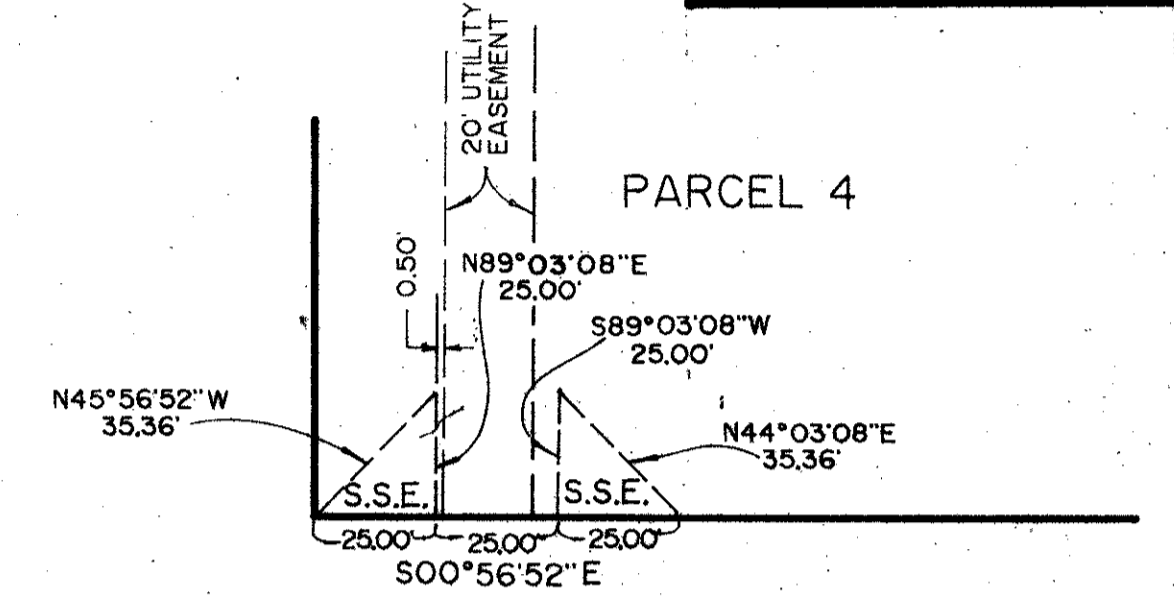 20' UTILITY
EASEMENT
PARCEL 4
0.50'
N89°03'08"E
25.00'
S89°03'08"W
25.00'
N45°56'52"W
35.36'
N44°03'08"E
35.36'
S.S.E.
S.S.E.
25.00'
25.00'
25.00'
S00°56'52"E